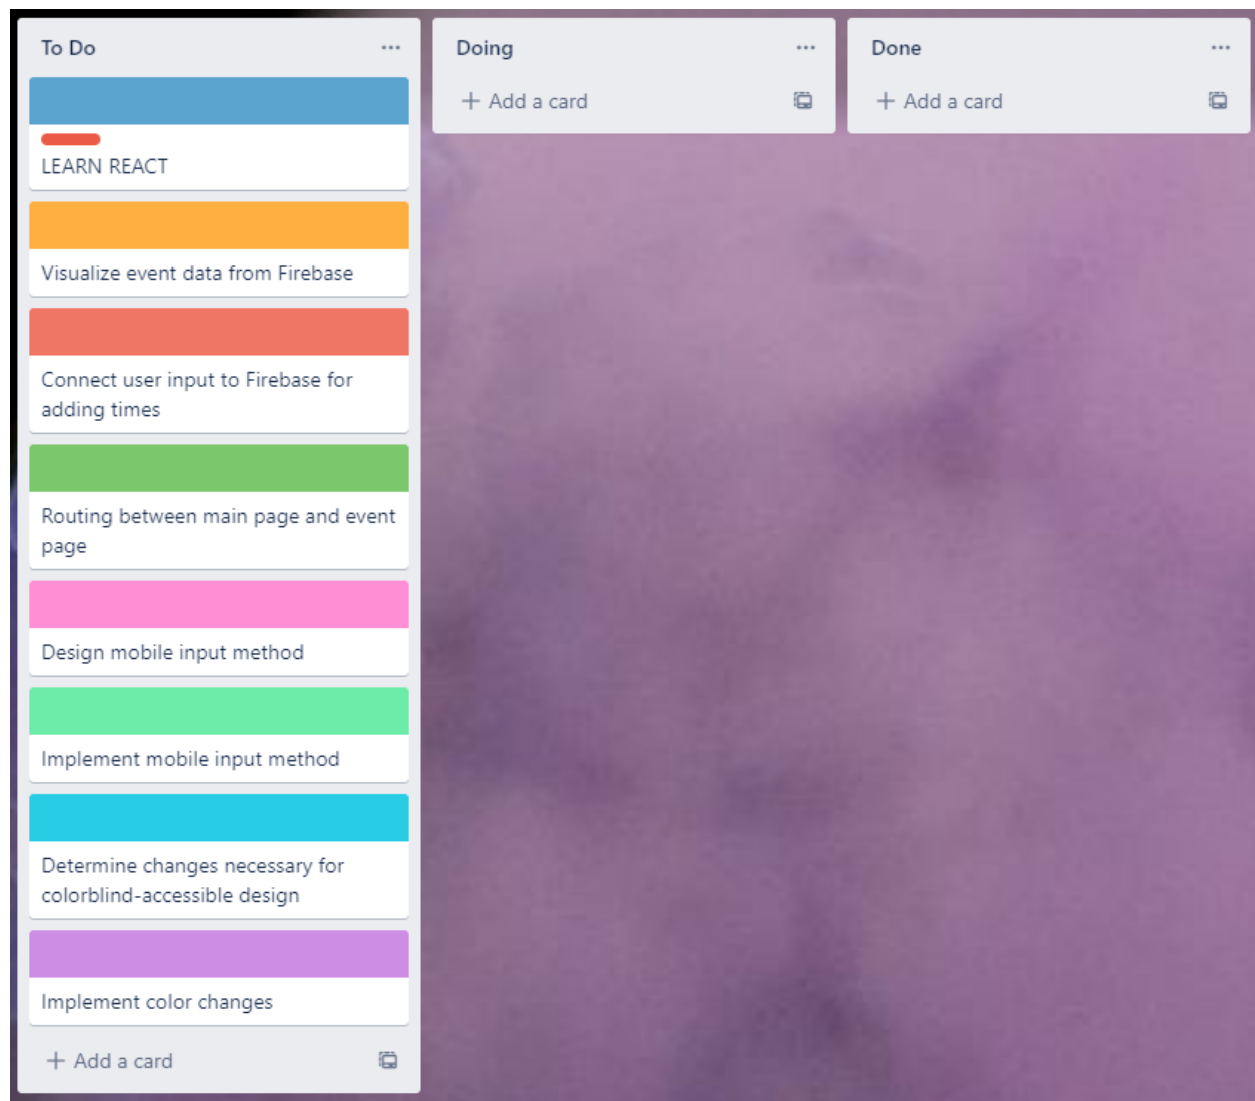 To Do
LEARN REACT
Visualize event data from Firebase
Connect user input to Firebase for
adding times
Routing between main page and event
page
Design mobile input method
Implement mobile input method
Determine changes necessary for
colorblind-accessible design
Implement color changes
+ Add a card
Doing
+ Add a card
Done
+ Add a card